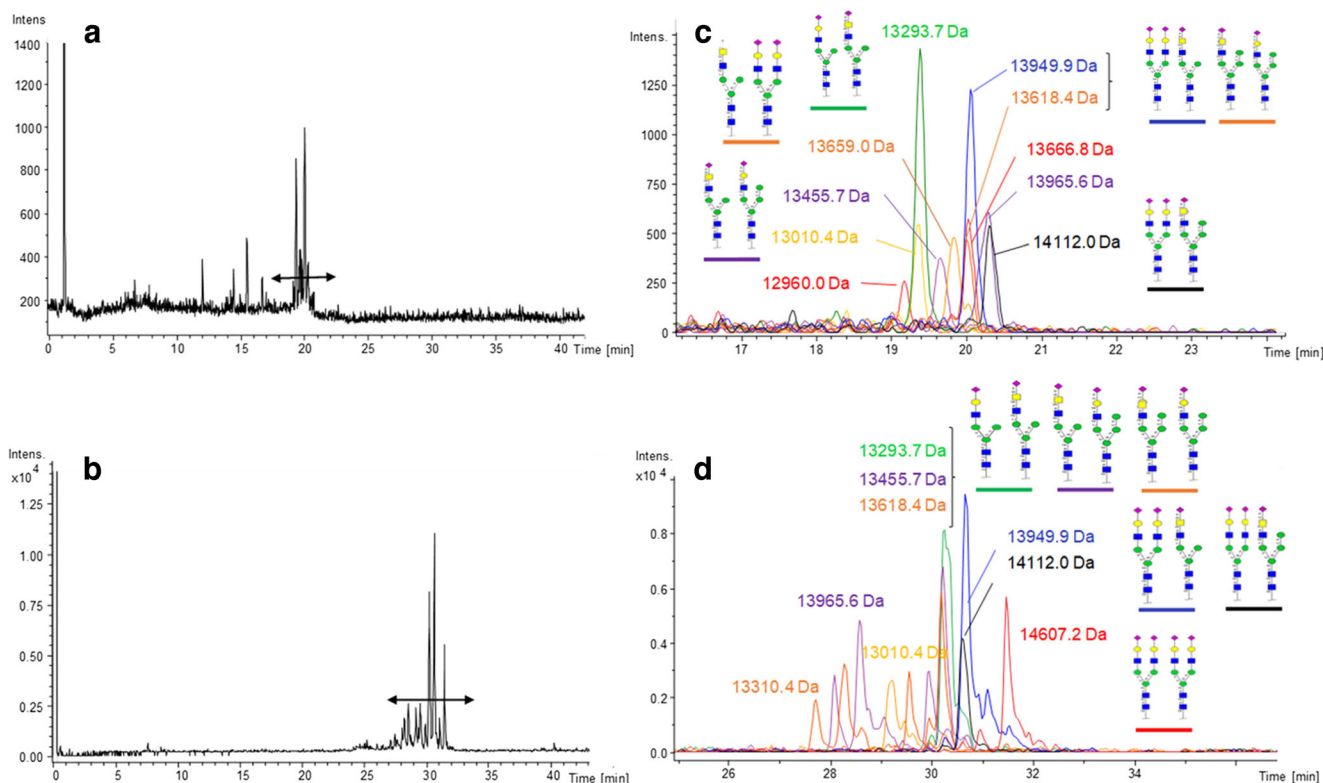 Intens
a
1400
1200
1000
800
600
400
200
0 5 10 15 20 25 30 35 40 Time [min]
Intens.
c
1500
1250
1000
750
500
250
0
13293.7 Da
13949.9 Da
13618.4 Da
13659.0 Da
13666.8 Da
13455.7 Da
13965.6 Da
13010.4 Da
14112.0 Da
12960.0 Da
17 18 19 20 21 22 23 Time [min]
Intens.
x10⁴
b
1.25
1.00
0.75
0.5
0.25
0.00
0 5 10 15 20 25 30 35 40 Time [min]
Intens.
x10⁴
d
0.8
0.6
0.4
0.2
0.0
13293.7 Da
13455.7 Da
13618.4 Da
13949.9 Da
14112.0 Da
13965.6 Da
13010.4 Da
14607.2 Da
13310.4 Da
26 28 30 32 34 36 Time [min]